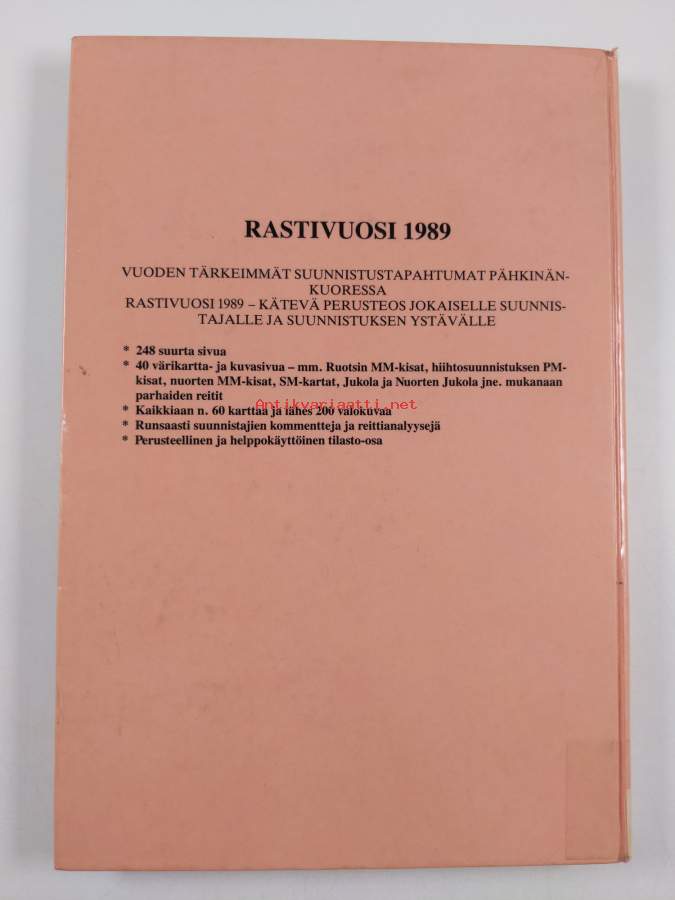 RASTIVUOSI 1989
VUODEN TÄRKEIMMÄT SUUNNISTUSTAPAHTUMAT PÄHKINÄN-
KUORESSA
RASTIVUOSI 1989 – KÄTEVÄ PERUSTEOS JOKAISELLE SUUNNIS-
TAJALLE JA SUUNNISTUKSEN YSTÄVÄLLE
* 248 suurta sivua
* 40 värikartta- ja kuvasivua – mm. Ruotsin MM-kisat, hiihtosuunnistuksen PM-
kisat, nuorten MM-kisat, SM-kartat, Jukola ja Nuorten Jukola jne. mukanaan
parhaiden reitit
Antikvariaatti.net
* Kaikkiaan n. 60 karttaa ja lähes 200 valokuvaa
* Runsaasti suunnistajien kommentteja ja reittianalyysejä
* Perusteellinen ja helppokäyttöinen tilasto-osa